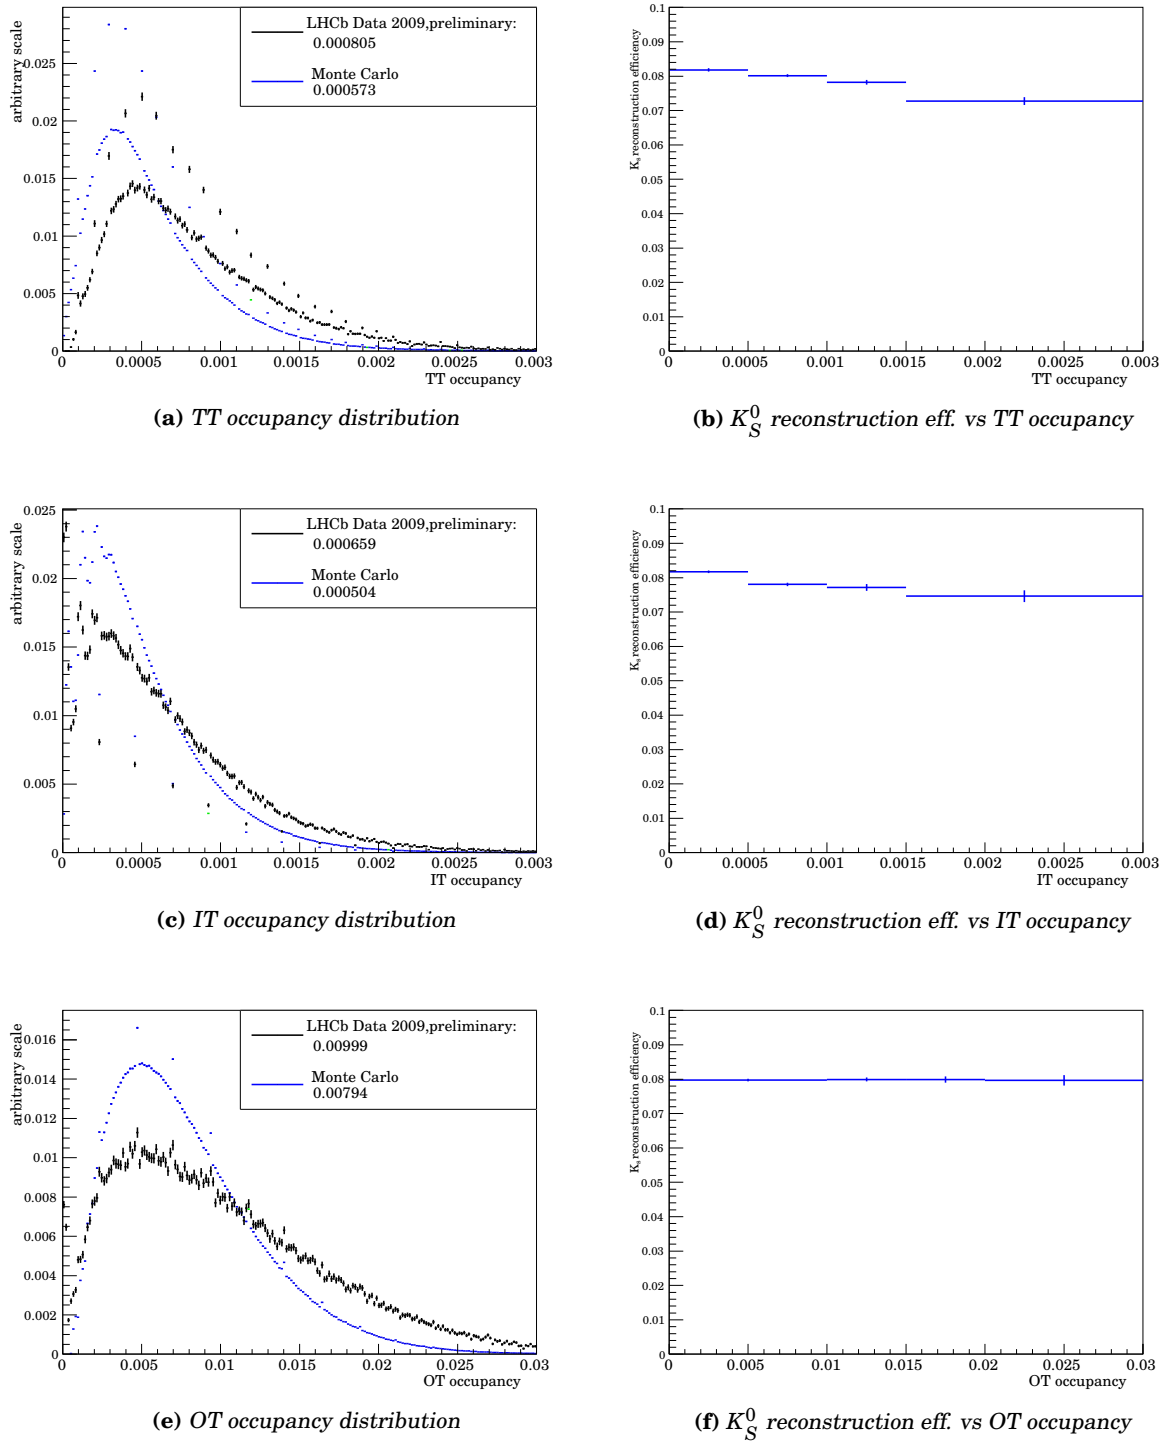 arbitrary scale
0.025
0.02
0.015
0.01
0.005
0
LHCb Data 2009,preliminary:
0.000805
Monte Carlo
0.000573
0 0.0005 0.001 0.0015 0.002 0.0025 0.003
TT occupancy
(a) TT occupancy distribution
K_s reconstruction efficiency
0.1
0.09
0.08
0.07
0.06
0.05
0.04
0.03
0.02
0.01
0
0 0.0005 0.001 0.0015 0.002 0.0025 0.003
TT occupancy
(b) K_S^0 reconstruction eff. vs TT occupancy
arbitrary scale
0.025
0.02
0.015
0.01
0.005
0
LHCb Data 2009,preliminary:
0.000659
Monte Carlo
0.000504
0 0.0005 0.001 0.0015 0.002 0.0025 0.003
IT occupancy
(c) IT occupancy distribution
K_s reconstruction efficiency
0.1
0.09
0.08
0.07
0.06
0.05
0.04
0.03
0.02
0.01
0
0 0.0005 0.001 0.0015 0.002 0.0025 0.003
IT occupancy
(d) K_S^0 reconstruction eff. vs IT occupancy
arbitrary scale
0.016
0.014
0.012
0.01
0.008
0.006
0.004
0.002
0
LHCb Data 2009,preliminary:
0.00999
Monte Carlo
0.00794
0 0.005 0.01 0.015 0.02 0.025 0.03
OT occupancy
(e) OT occupancy distribution
K_s reconstruction efficiency
0.1
0.09
0.08
0.07
0.06
0.05
0.04
0.03
0.02
0.01
0
0 0.005 0.01 0.015 0.02 0.025 0.03
OT occupancy
(f) K_S^0 reconstruction eff. vs OT occupancy